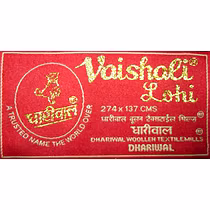 धारीवाल
A TRUSTED NAME THE WORLD OVER
Vaishali®
Lohi
274 x 137 CMS
धारीवाल वूलन टेक्सटाईल मिल्ज
धारीवाल
DHARIWAL WOOLLEN TEXTILE MILLS
DHARIWAL